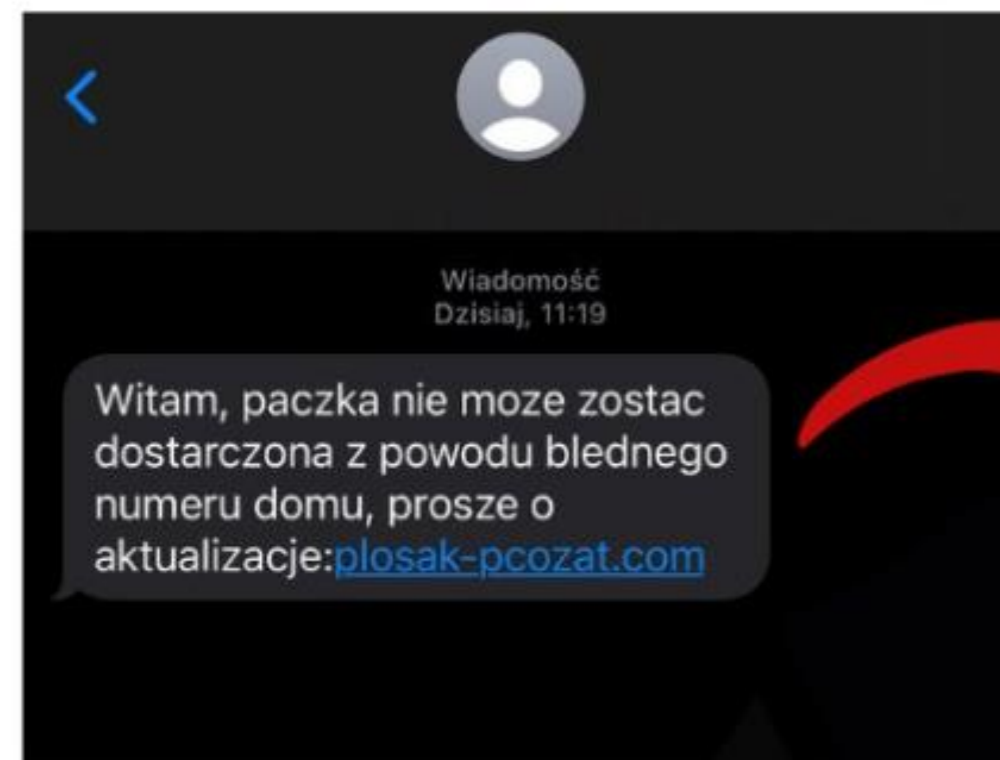 Wiadomość
Dzisiaj, 11:19
Witam, paczka nie moze zostac
dostarczona z powodu blednego
numeru domu, prosze o
aktualizacje:plosak-pcozat.com